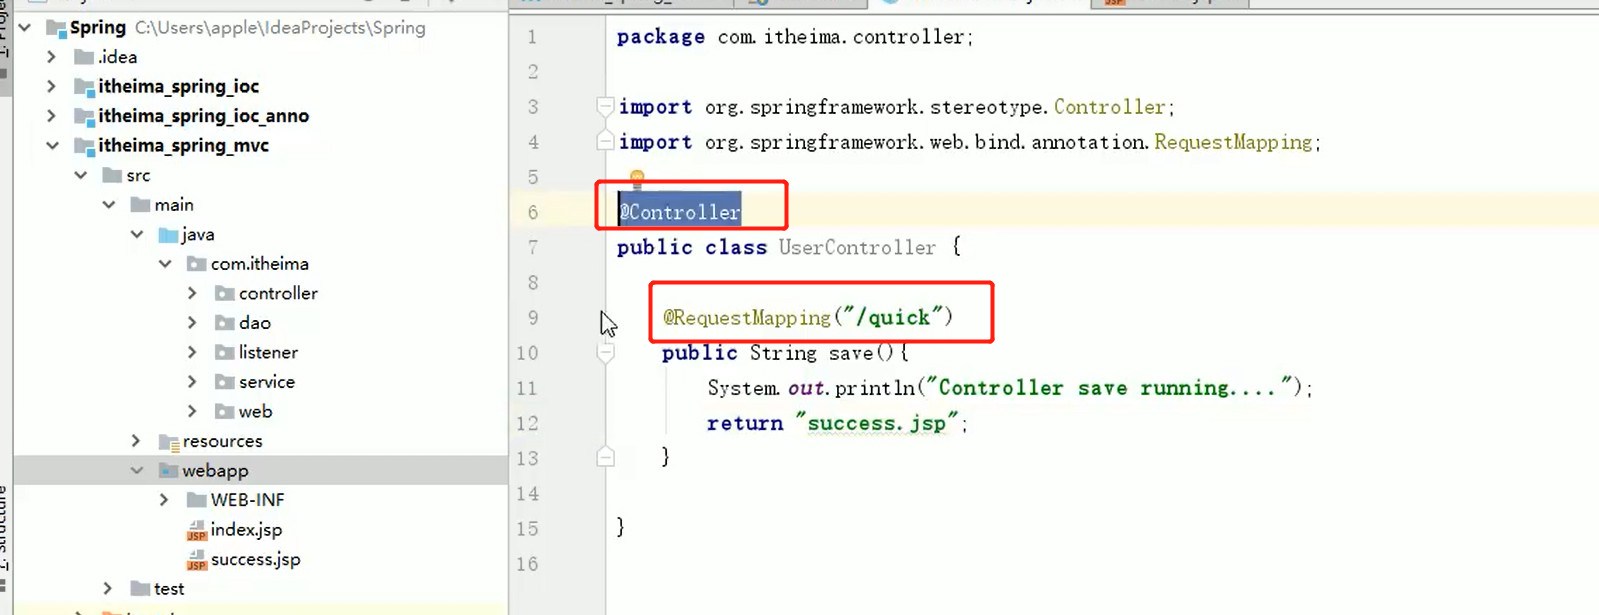 Spring C:\Users\apple\IdeaProjects\Spring
.idea
itheima_spring_ioc
itheima_spring_ioc_anno
itheima_spring_mvc
src
main
java
com.itheima
controller
dao
listener
service
web
resources
webapp
WEB-INF
JSP index.jsp
JSP success.jsp
test
1 package com.itheima.controller;
2
3 import org.springframework.stereotype.Controller;
4 import org.springframework.web.bind.annotation.RequestMapping;
5
6 @Controller
7 public class UserController {
8
9 @RequestMapping("/quick")
10 public String save(){
11 System.out.println("Controller save running....");
12 return "success.jsp";
13 }
14
15 }
16